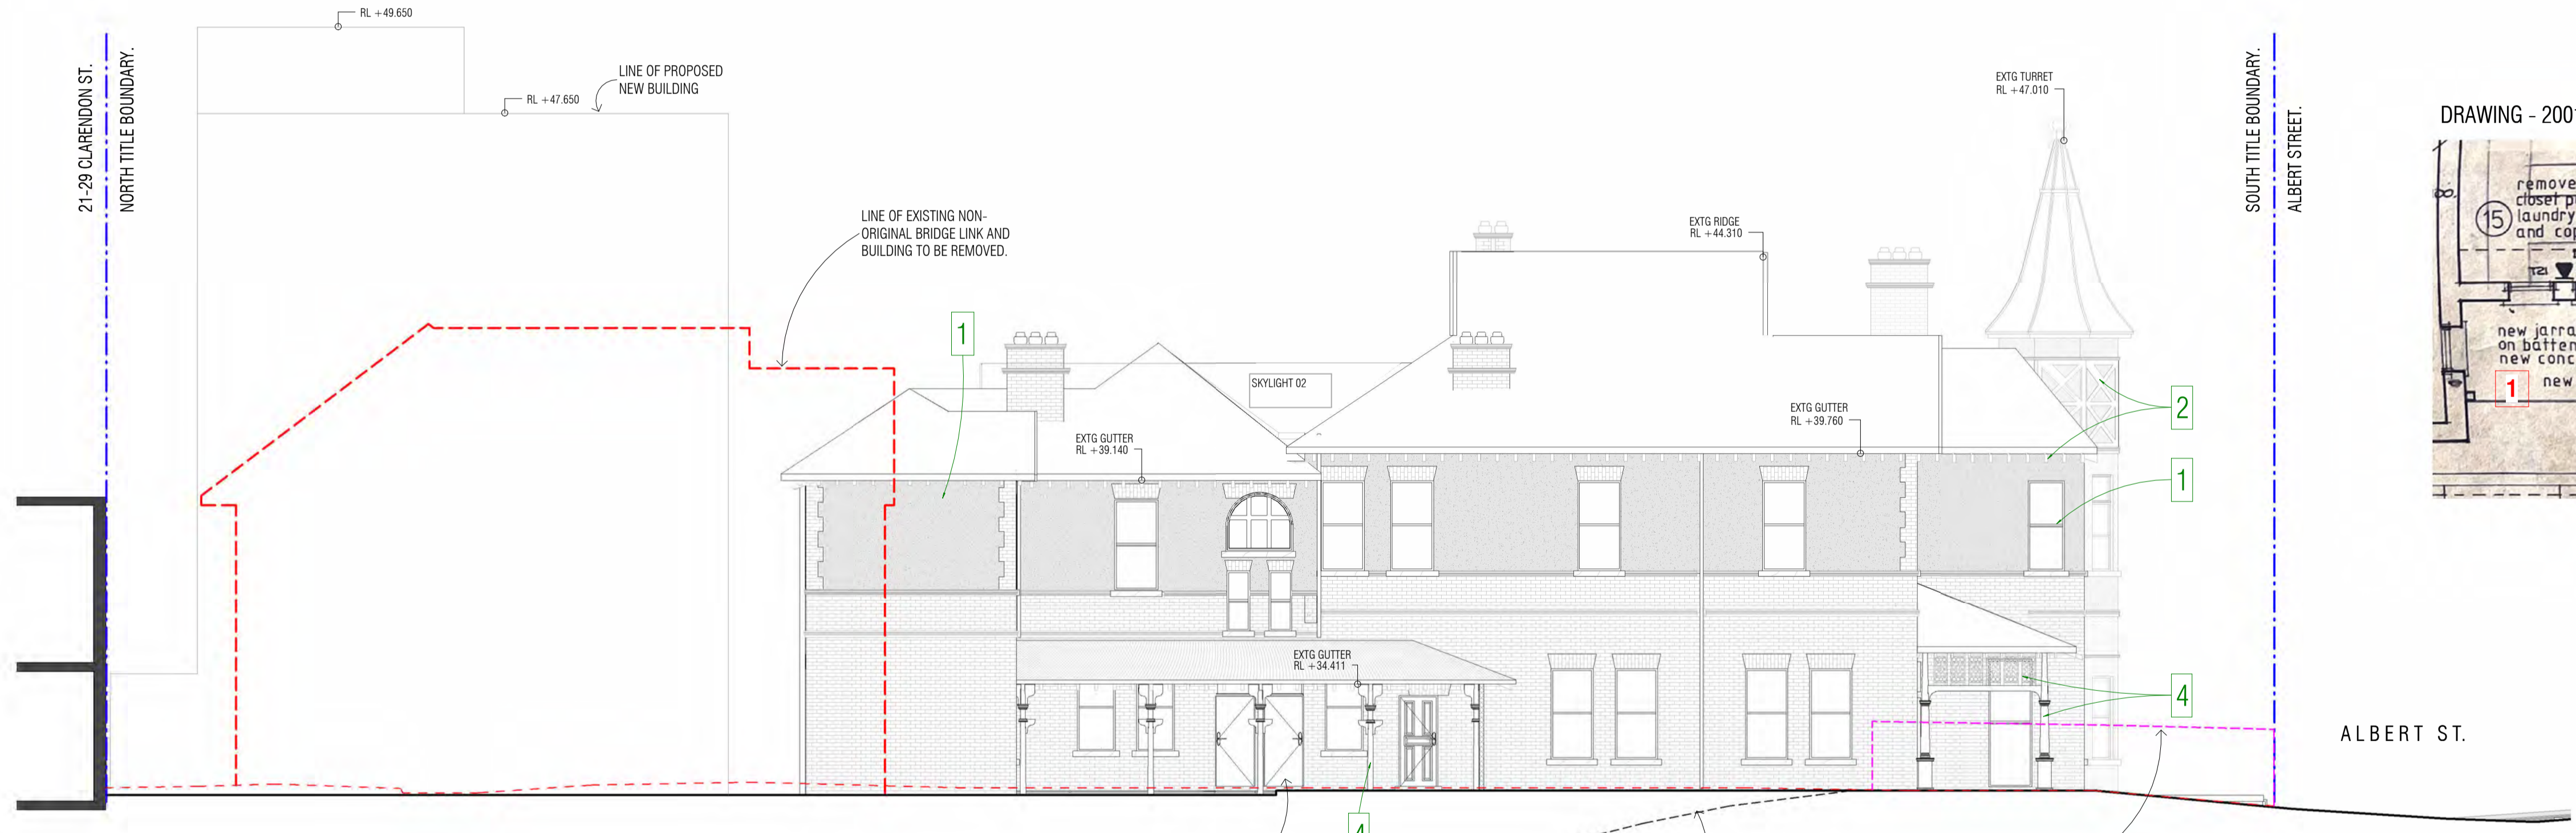 RL +49.650
21-29 CLARENDON ST.
NORTH TITLE BOUNDARY.
LINE OF PROPOSED
NEW BUILDING
RL +47.650
LINE OF EXISTING NON-
ORIGINAL BRIDGE LINK AND
BUILDING TO BE REMOVED.
1
EXTG GUTTER
RL +39.140
SKYLIGHT 02
EXTG RIDGE
RL +44.310
EXTG TURRET
RL +47.010
EXTG GUTTER
RL +39.760
EXTG GUTTER
RL +34.411
2
1
4
4
SOUTH TITLE BOUNDARY.
ALBERT STREET.
ALBERT ST.
DRAWING - 2001
8.
15
remove
closet
laundry
and
T21
new
on
new
new
1